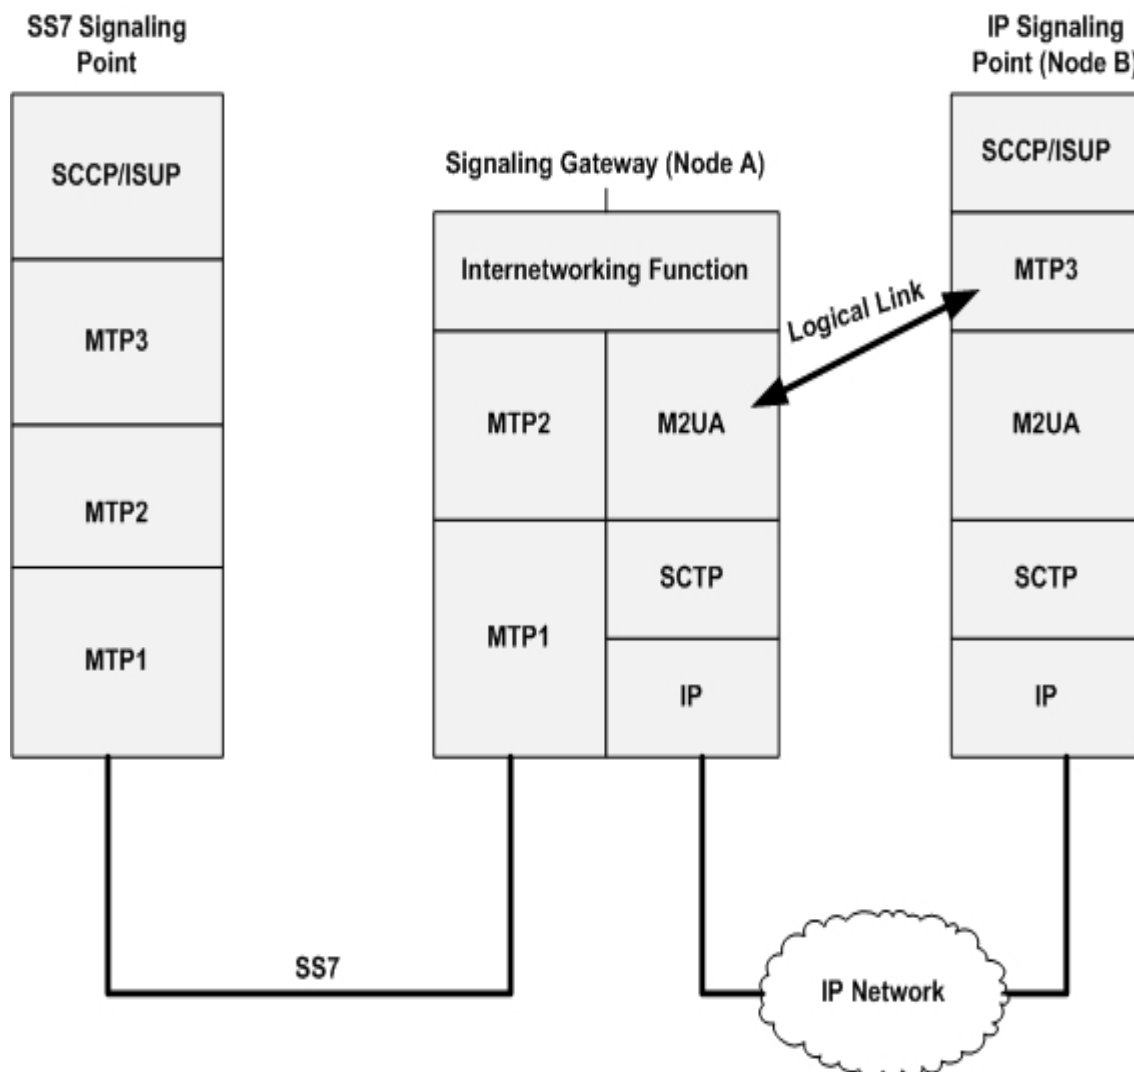 SS7 Signaling
Point
SCCP/ISUP
MTP3
MTP2
MTP1
Signaling Gateway (Node A)
Internetworking Function
MTP2
M2UA
MTP1
SCTP
IP
Logical Link
IP Signaling
Point (Node B)
SCCP/ISUP
MTP3
M2UA
SCTP
IP
SS7
IP Network